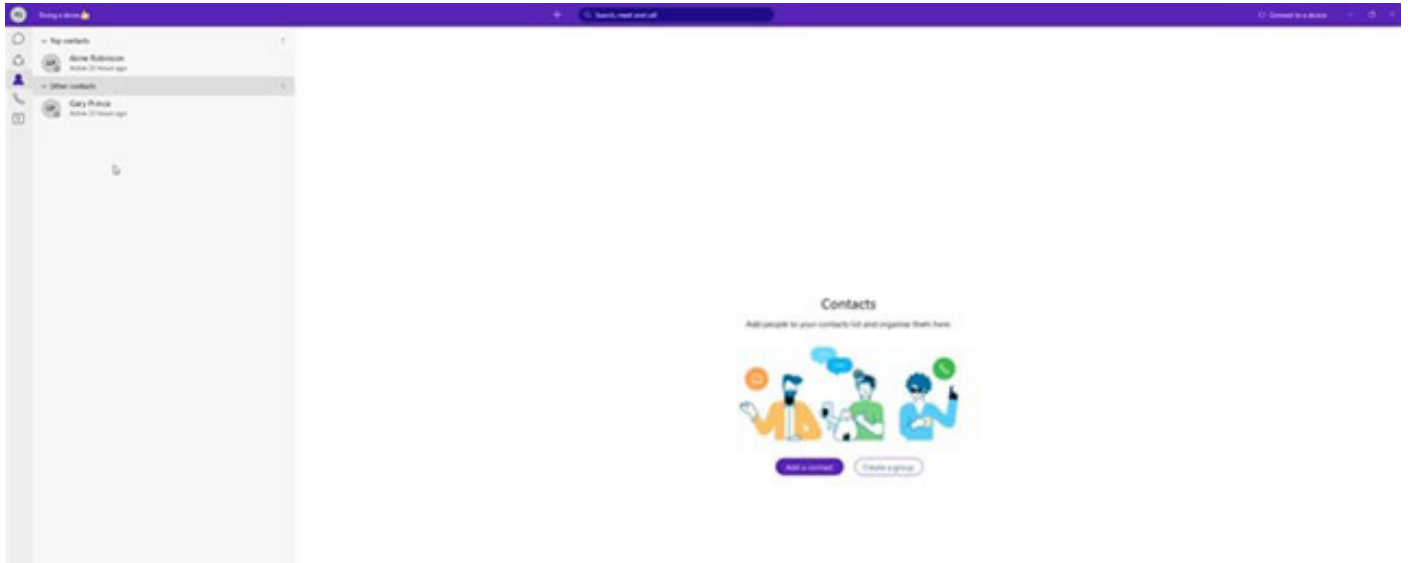 Doing a demo👍
Search, meet and call
Connect to a device
Top contacts
Anne Robinson
Active 21 hours ago
Other contacts
Gary Prince
Active 21 hours ago
Contacts
Add people to your contacts list and organise them here.
Add a contact
Create a group